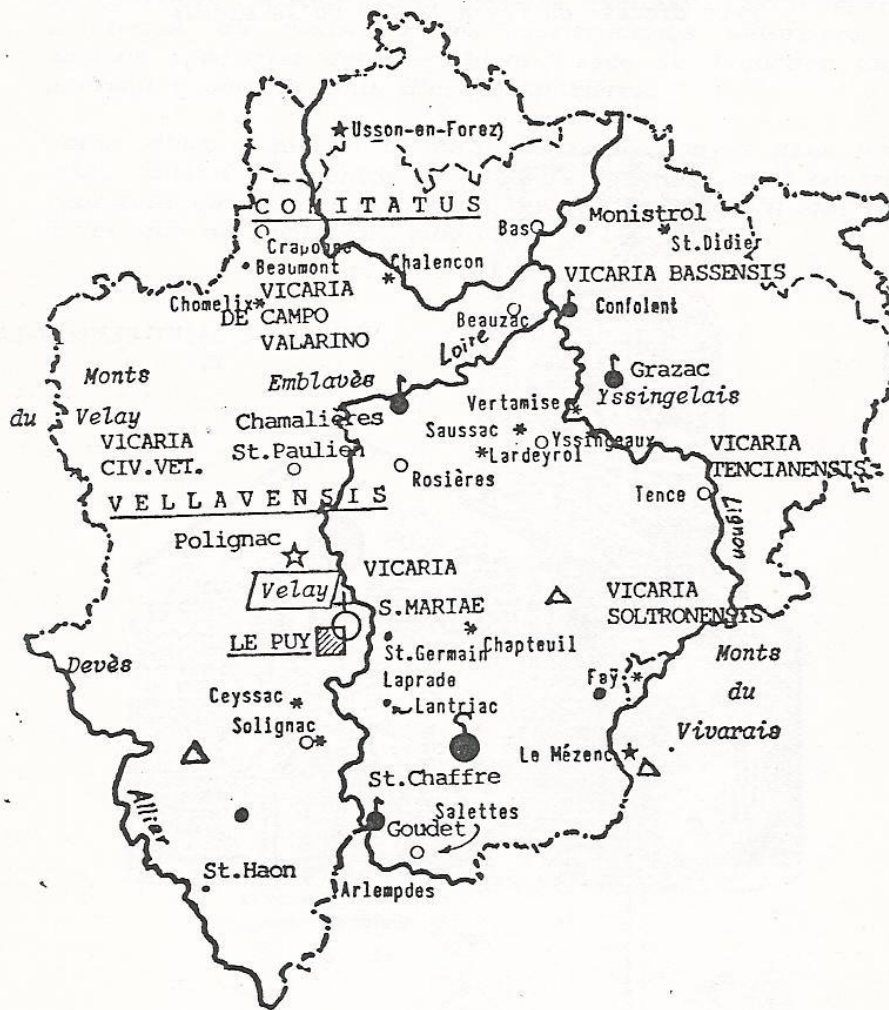 Usson-en-Forez)
COMITATUS
Craponne
Bas
Monistrol
St.Didier
Beaumont
Chalencon
VICARIA BASSENSIS
Chomelix
VICARIA
DE CAMPO
VALARINO
Beauzac
Confolent
Loire
Monts
du Velay
Emblavès
Grazac
Yssingelais
Vertamise
Chamalières
Saussac
Yssingeaux
VICARIA
CIV.VET.
St.Paulien
Lardeyrol
VICARIA
TENCIANENSIS
Rosières
Tence
Lignon
VELLAVENSIS
Polignac
VICARIA
S.MARIAE
Velay
VICARIA
SOLTRONENSIS
LE PUY
St.Germain
Laprade
Chapteuil
Devès
Monts
du
Vivarais
Faÿ
Ceyssac
Lantriac
Solignac
Le Mézenc
St.Chaffre
Allier
Salettes
Goudet
St.Haon
Arlempdes